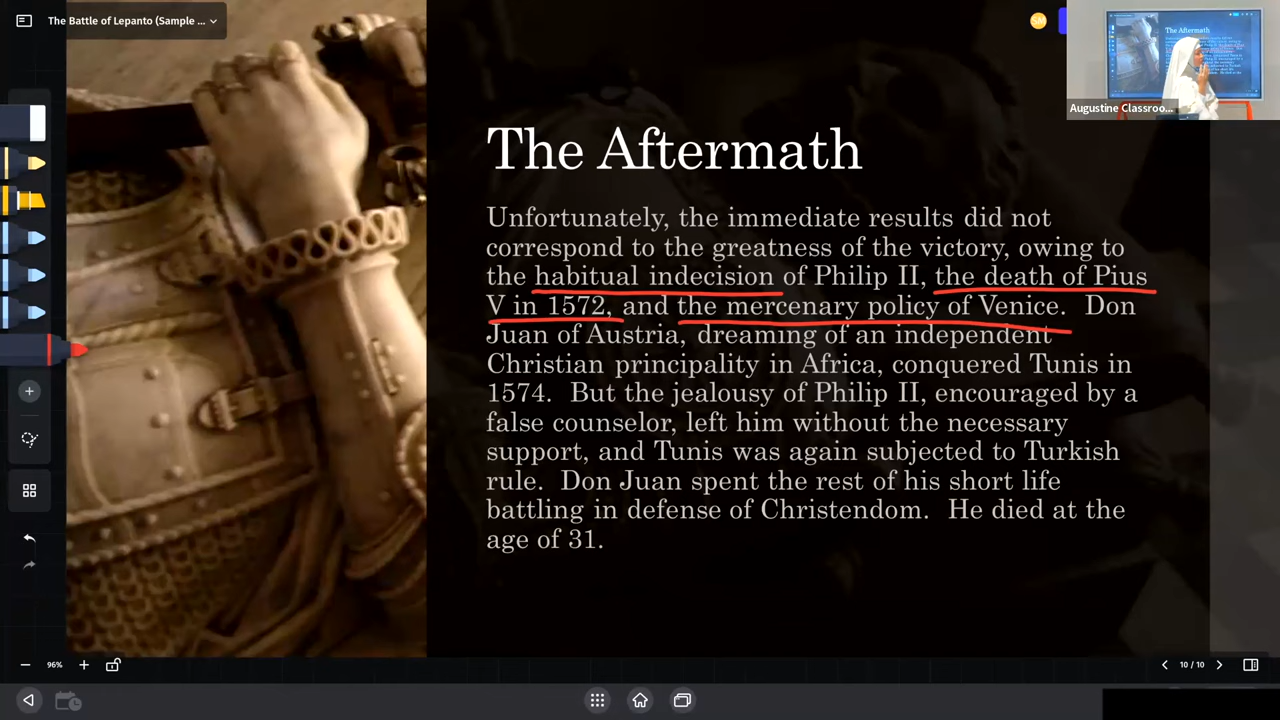 The Battle of Lepanto (Sample ...
SM
The Aftermath
Augustine Classroo...
The Aftermath
Unfortunately, the immediate results did not
correspond to the greatness of the victory, owing to
the habitual indecision of Philip II, the death of Pius
V in 1572, and the mercenary policy of Venice. Don
Juan of Austria, dreaming of an independent
Christian principality in Africa, conquered Tunis in
1574. But the jealousy of Philip II, encouraged by a
false counselor, left him without the necessary
support, and Tunis was again subjected to Turkish
rule. Don Juan spent the rest of his short life
battling in defense of Christendom. He died at the
age of 31.
96%
10 / 10